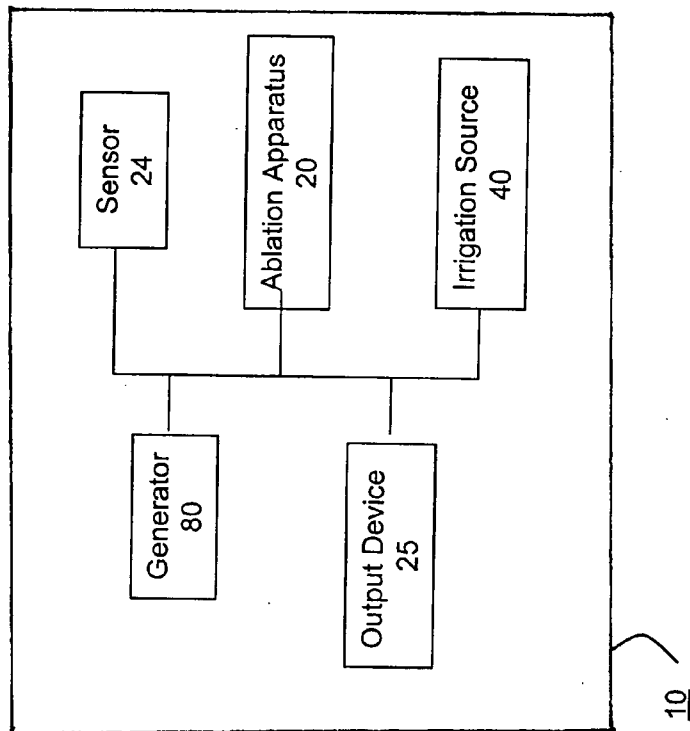 Sensor
24
Ablation Apparatus
20
Irrigation Source
40
Generator
80
Output Device
25
10